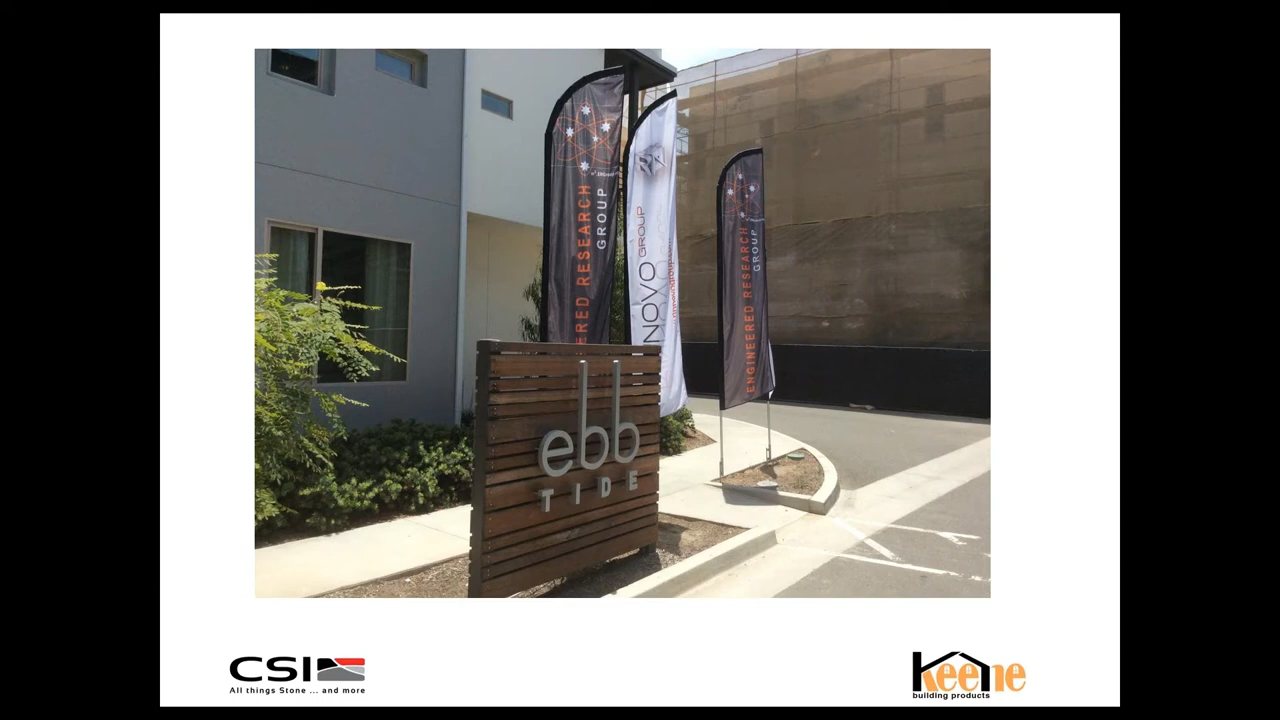 ERED RESEARCH
GROUP
NOVO GROUP
ENGINEERED RESEARCH
GROUP
ebb
TIDE
CSI
All things Stone ... and more
Keene
building products